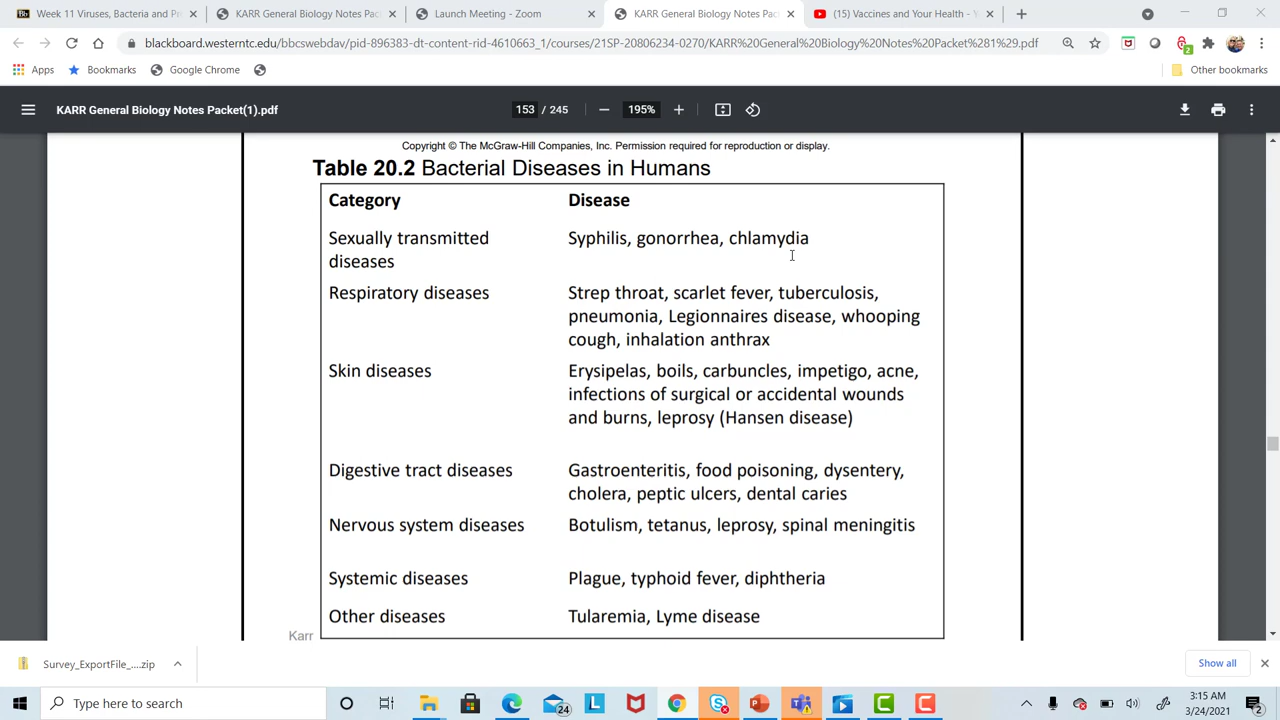 Week 11 Viruses, Bacteria and Pr
KARR General Biology Notes Pac
Launch Meeting - Zoom
KARR General Biology Notes Pac
(15) Vaccines and Your Health - Y
blackboard.westerntc.edu/bbcswebdav/pid-896383-dt-content-rid-4610663_1/courses/21SP-20806234-0270/KARR%20General%20Biology%20Notes%20Packet%281%29.pdf
2
Apps
Bookmarks
Google Chrome
Other bookmarks
KARR General Biology Notes Packet(1).pdf
153 / 245
195%
Copyright © The McGraw-Hill Companies, Inc. Permission required for reproduction or display.
Table 20.2 Bacterial Diseases in Humans
Category Disease
Sexually transmitted Syphilis, gonorrhea, chlamydia
diseases
Respiratory diseases Strep throat, scarlet fever, tuberculosis,
pneumonia, Legionnaires disease, whooping
cough, inhalation anthrax
Skin diseases Erysipelas, boils, carbuncles, impetigo, acne,
infections of surgical or accidental wounds
and burns, leprosy (Hansen disease)
Digestive tract diseases Gastroenteritis, food poisoning, dysentery,
cholera, peptic ulcers, dental caries
Nervous system diseases Botulism, tetanus, leprosy, spinal meningitis
Systemic diseases Plague, typhoid fever, diphtheria
Other diseases Tularemia, Lyme disease
Karr
Survey_ExportFile_....zip
Show all
Type here to search
24
L
3:15 AM
3/24/2021
2